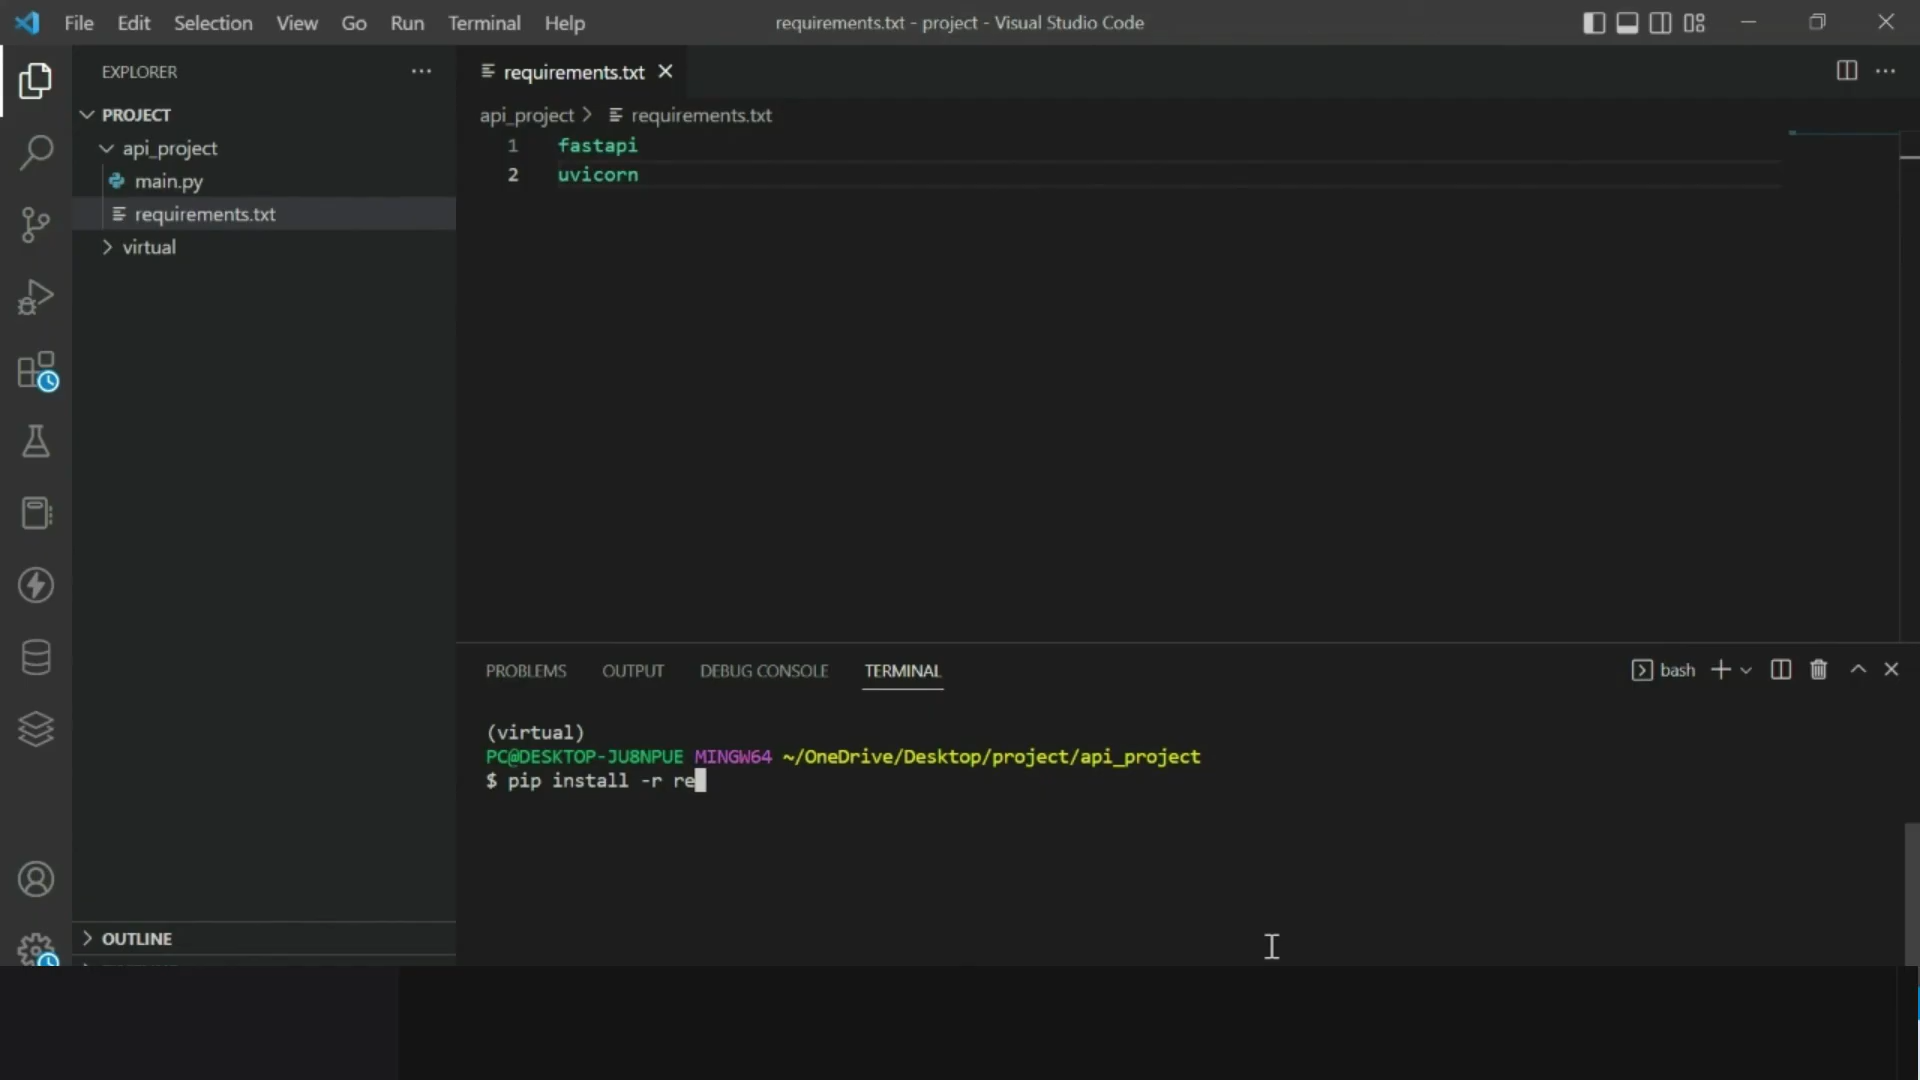 File Edit Selection View Go Run Terminal Help
requirements.txt - project - Visual Studio Code
EXPLORER
PROJECT
api_project
main.py
requirements.txt
virtual
OUTLINE
requirements.txt
api_project > requirements.txt
1 fastapi
2 uvicorn
PROBLEMS OUTPUT DEBUG CONSOLE TERMINAL
bash
(virtual)
PC@DESKTOP-JU8NPUE MINGW64 ~/OneDrive/Desktop/project/api_project
$ pip install -r re